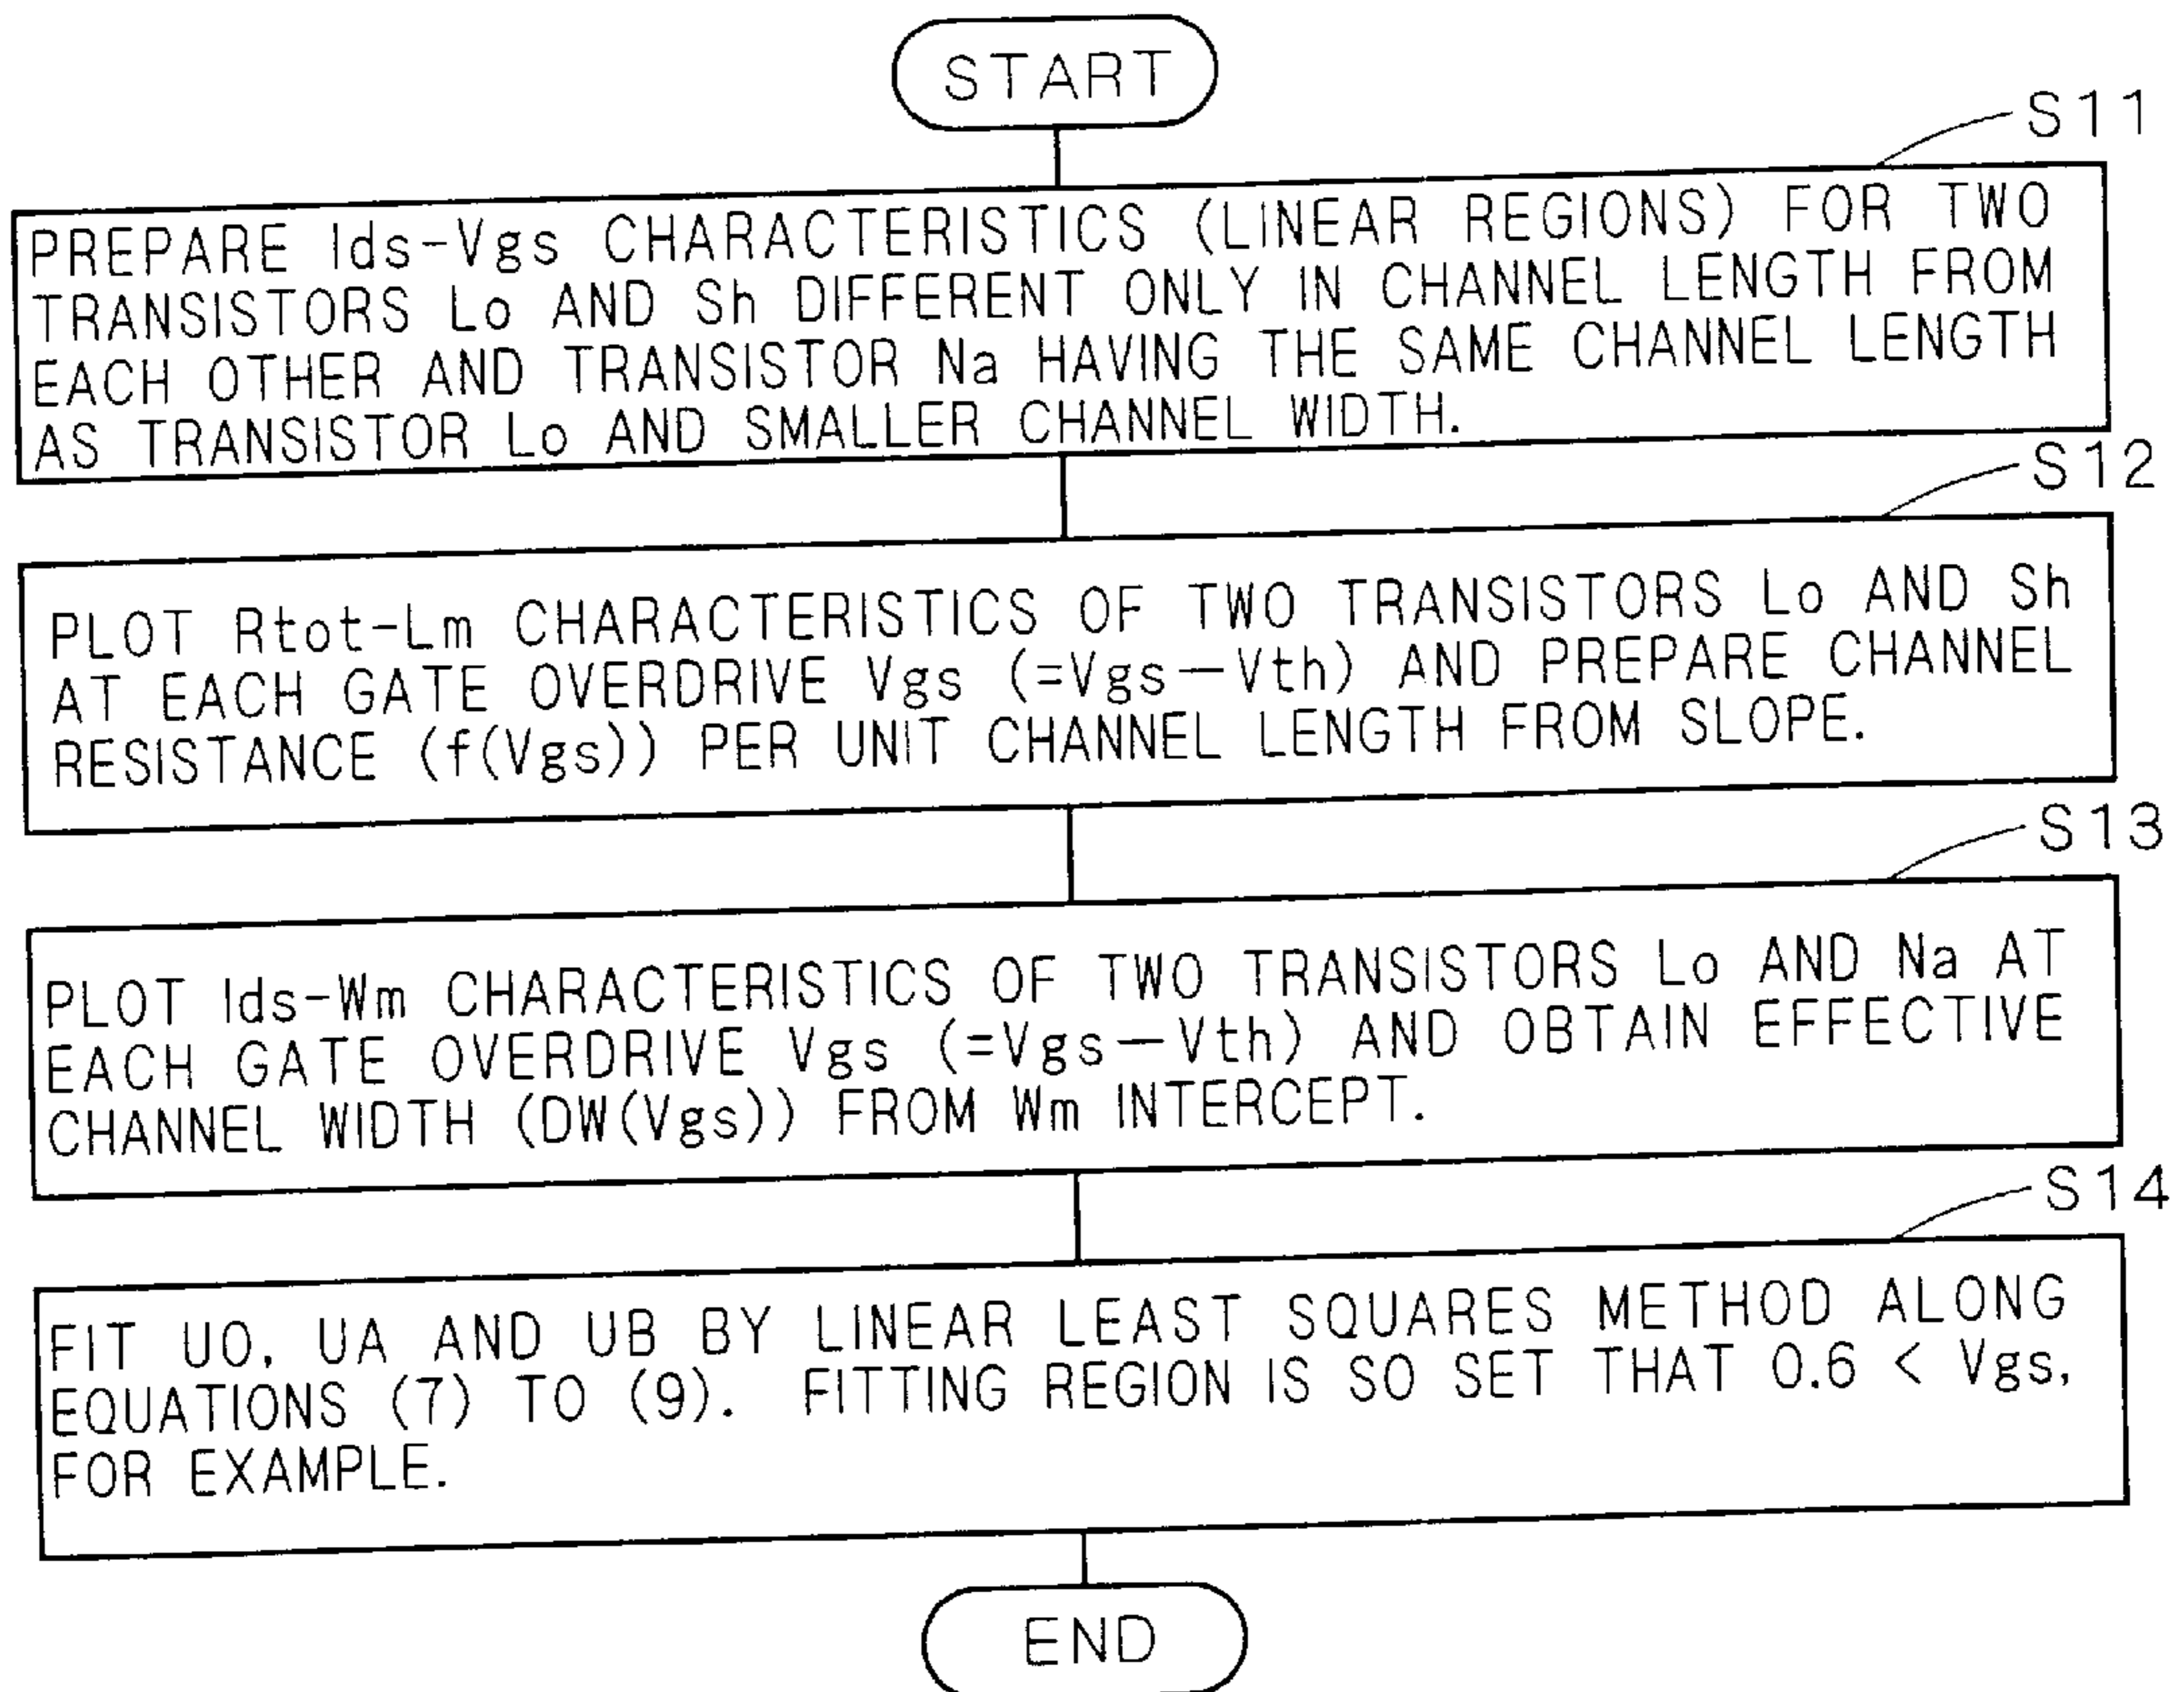 START
S11
PREPARE Ids-Vgs CHARACTERISTICS (LINEAR REGIONS) FOR TWO
TRANSISTORS Lo AND Sh DIFFERENT ONLY IN CHANNEL LENGTH FROM
EACH OTHER AND TRANSISTOR Na HAVING THE SAME CHANNEL LENGTH
AS TRANSISTOR Lo AND SMALLER CHANNEL WIDTH.
S12
PLOT Rtot-Lm CHARACTERISTICS OF TWO TRANSISTORS Lo AND Sh
AT EACH GATE OVERDRIVE Vgs (=Vgs—Vth) AND PREPARE CHANNEL
RESISTANCE (f(Vgs)) PER UNIT CHANNEL LENGTH FROM SLOPE.
S13
PLOT Ids-Wm CHARACTERISTICS OF TWO TRANSISTORS Lo AND Na AT
EACH GATE OVERDRIVE Vgs (=Vgs—Vth) AND OBTAIN EFFECTIVE
CHANNEL WIDTH (DW(Vgs)) FROM Wm INTERCEPT.
S14
FIT UO, UA AND UB BY LINEAR LEAST SQUARES METHOD ALONG
EQUATIONS (7) TO (9). FITTING REGION IS SO SET THAT 0.6 < Vgs,
FOR EXAMPLE.
END